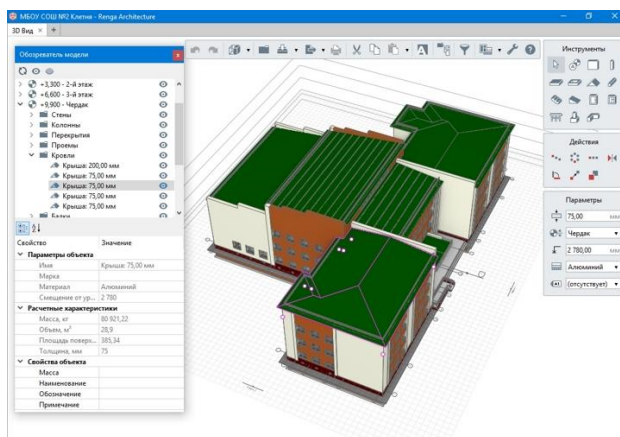 МБОУ СОШ №2 Клетня - Renga Architecture
3D Вид
Обозреватель модели
+3,300 - 2-й этаж
+6,600 - 3-й этаж
+9,900 - Чердак
Стены
Колонны
Перекрытия
Проемы
Кровли
Крыша: 200,00 мм
Крыша: 75,00 мм
Крыша: 75,00 мм
Крыша: 75,00 мм
Балки
Свойство Значение
Параметры объекта
Имя Крыша: 75,00 мм
Марка
Материал Алюминий
Смещение от ур... 2 780
Расчетные характеристики
Масса, кг 80 921,22
Объем, м³ 28,9
Площадь поверх... 385,34
Толщина, мм 75
Свойства объекта
Масса
Наименование
Обозначение
Примечание
Инструменты
Действия
Параметры
75,00 мм
Чердак
2 780,00 мм
Алюминий
(отсутствует)